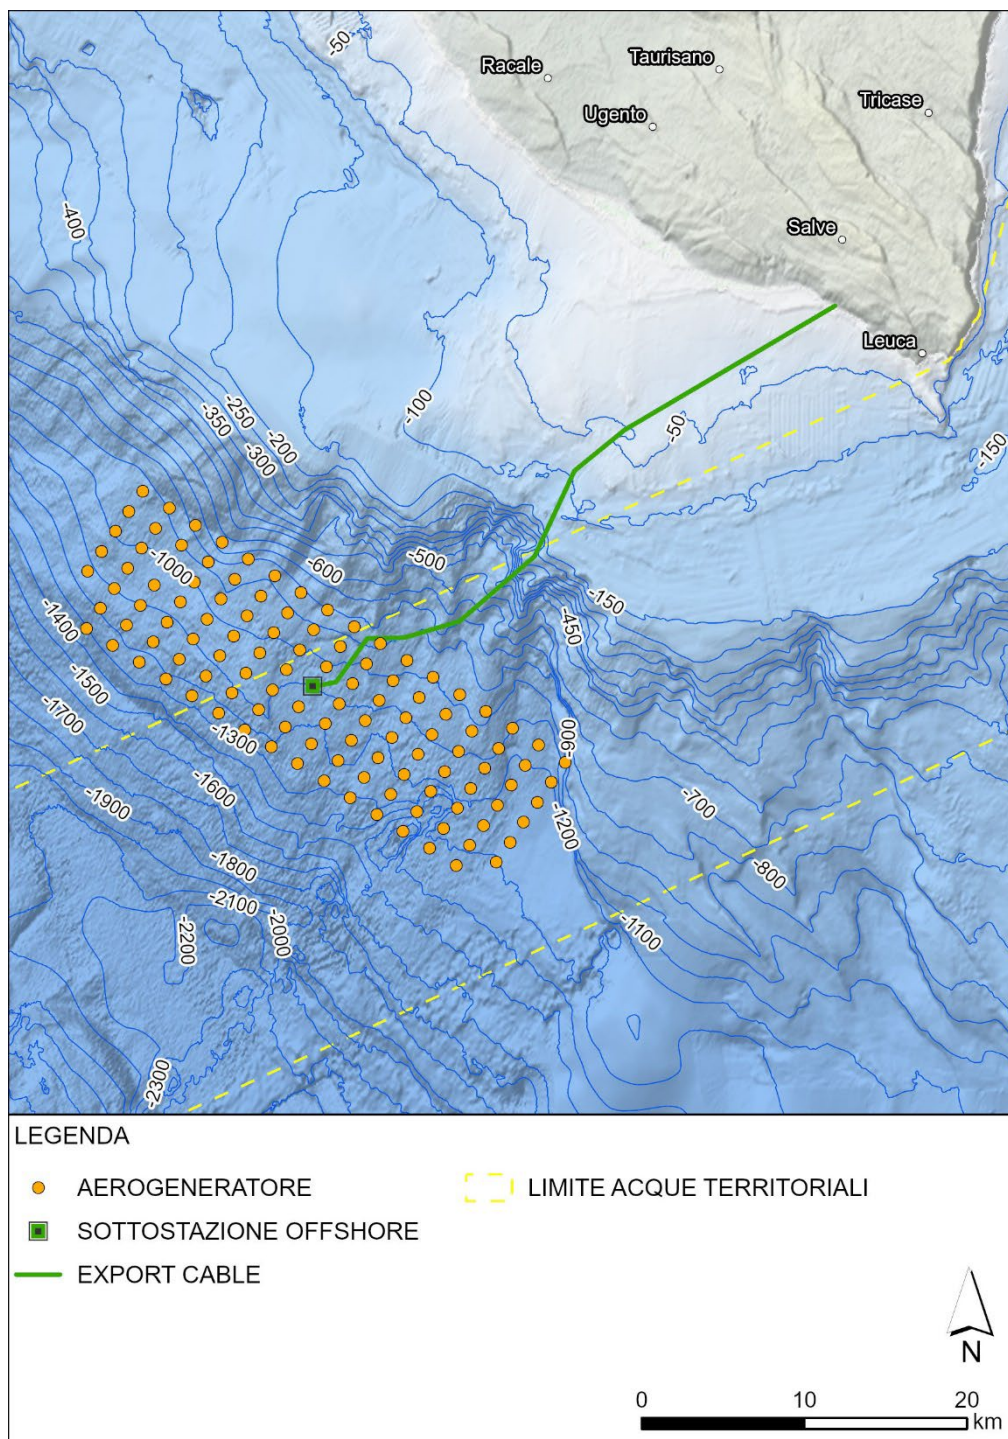 -50
Racale
Taurisano
Tricase
Ugento
-400
Salve
Leuca
-250
-350
-200
-300
-100
-50
-150
-1000
-500
-600
-150
-450
-1400
-1500
-1700
-1300
-900
-1600
-1900
-700
-1200
-1800
-800
-2100
-2200
-2000
-1100
-2300
LEGENDA
AEROGENERATORE
LIMITE ACQUE TERRITORIALI
SOTTOSTAZIONE OFFSHORE
EXPORT CABLE
N
0 10 20
km